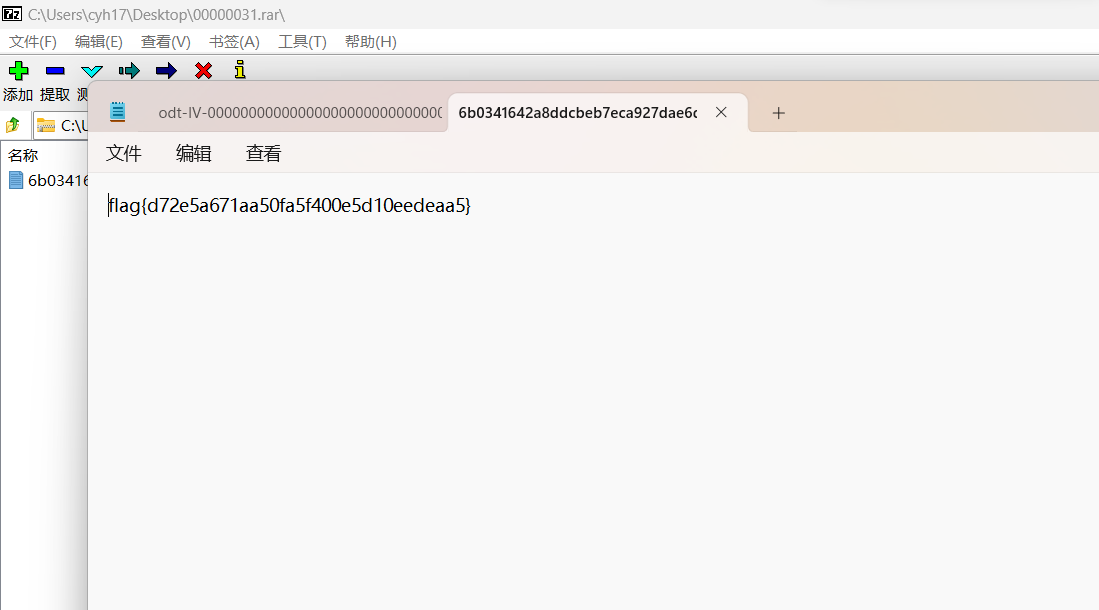 C:\Users\cyh17\Desktop\00000031.rar\
文件(F) 编辑(E) 查看(V) 书签(A) 工具(T) 帮助(H)
添加 提取 测
odt-IV-00000000000000000000000000 6b0341642a8ddcbeb7eca927dae6c
C:\U
文件 编辑 查看
名称
6b03416
flag{d72e5a671aa50fa5f400e5d10eedeaa5}